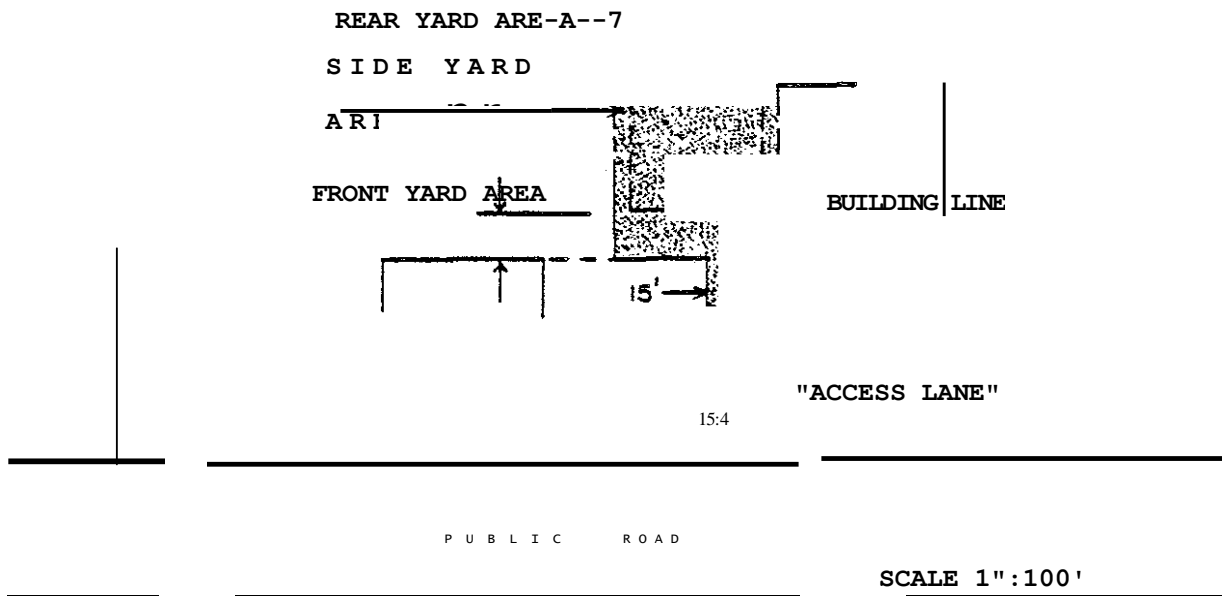 REAR YARD ARE-A--7
SIDE YARD
ARI
FRONT YARD AREA
BUILDING LINE
15'
"ACCESS LANE"
15:4
PUBLIC ROAD
SCALE 1":100'